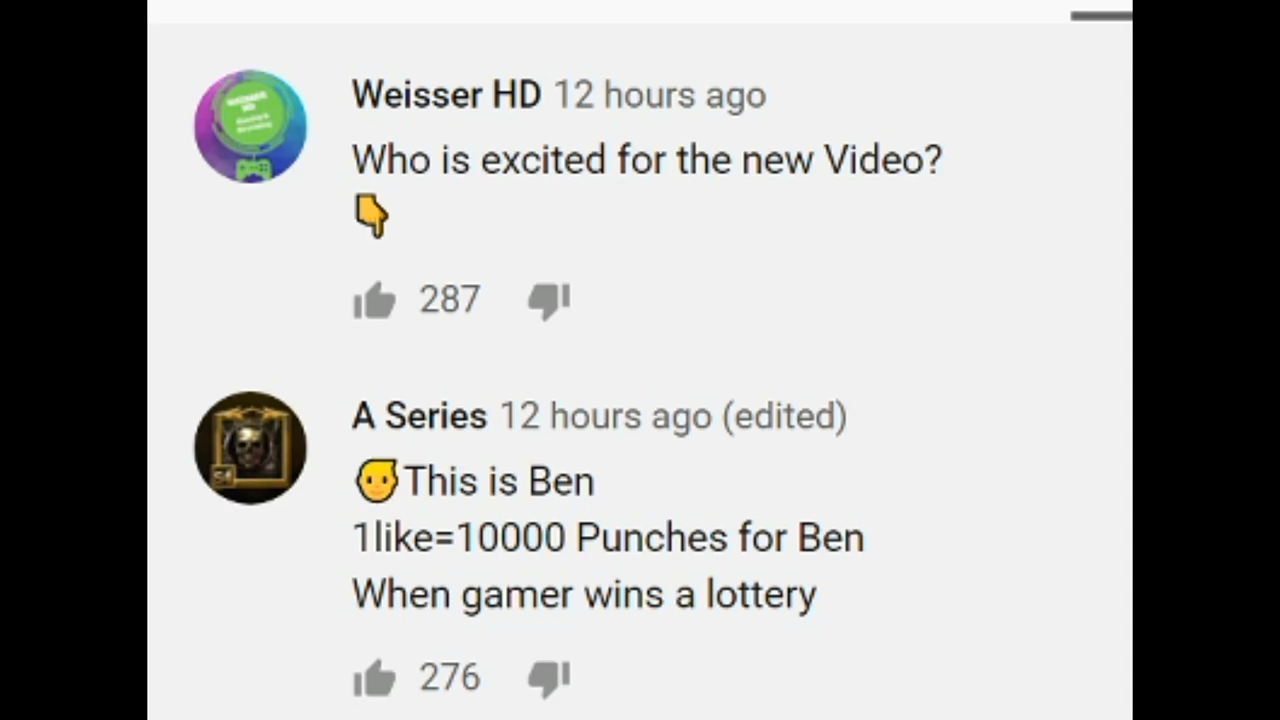 Weisser HD 12 hours ago
Who is excited for the new Video?
👇
287
A Series 12 hours ago (edited)
👱This is Ben
1like=10000 Punches for Ben
When gamer wins a lottery
276